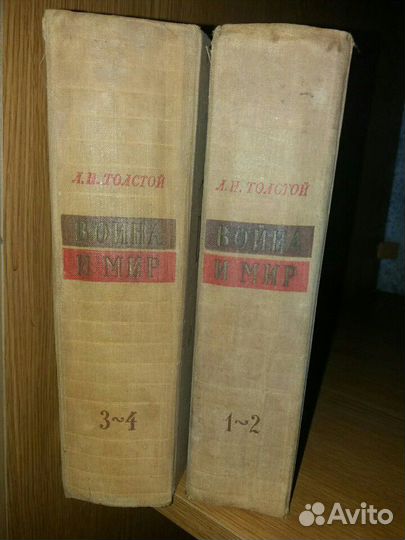 Л.Н. ТОЛСТОЙ
ВОЙНА
И МИР
3~4
Л.Н. ТОЛСТОЙ
ВОЙНА
И МИР
1~2
Avito